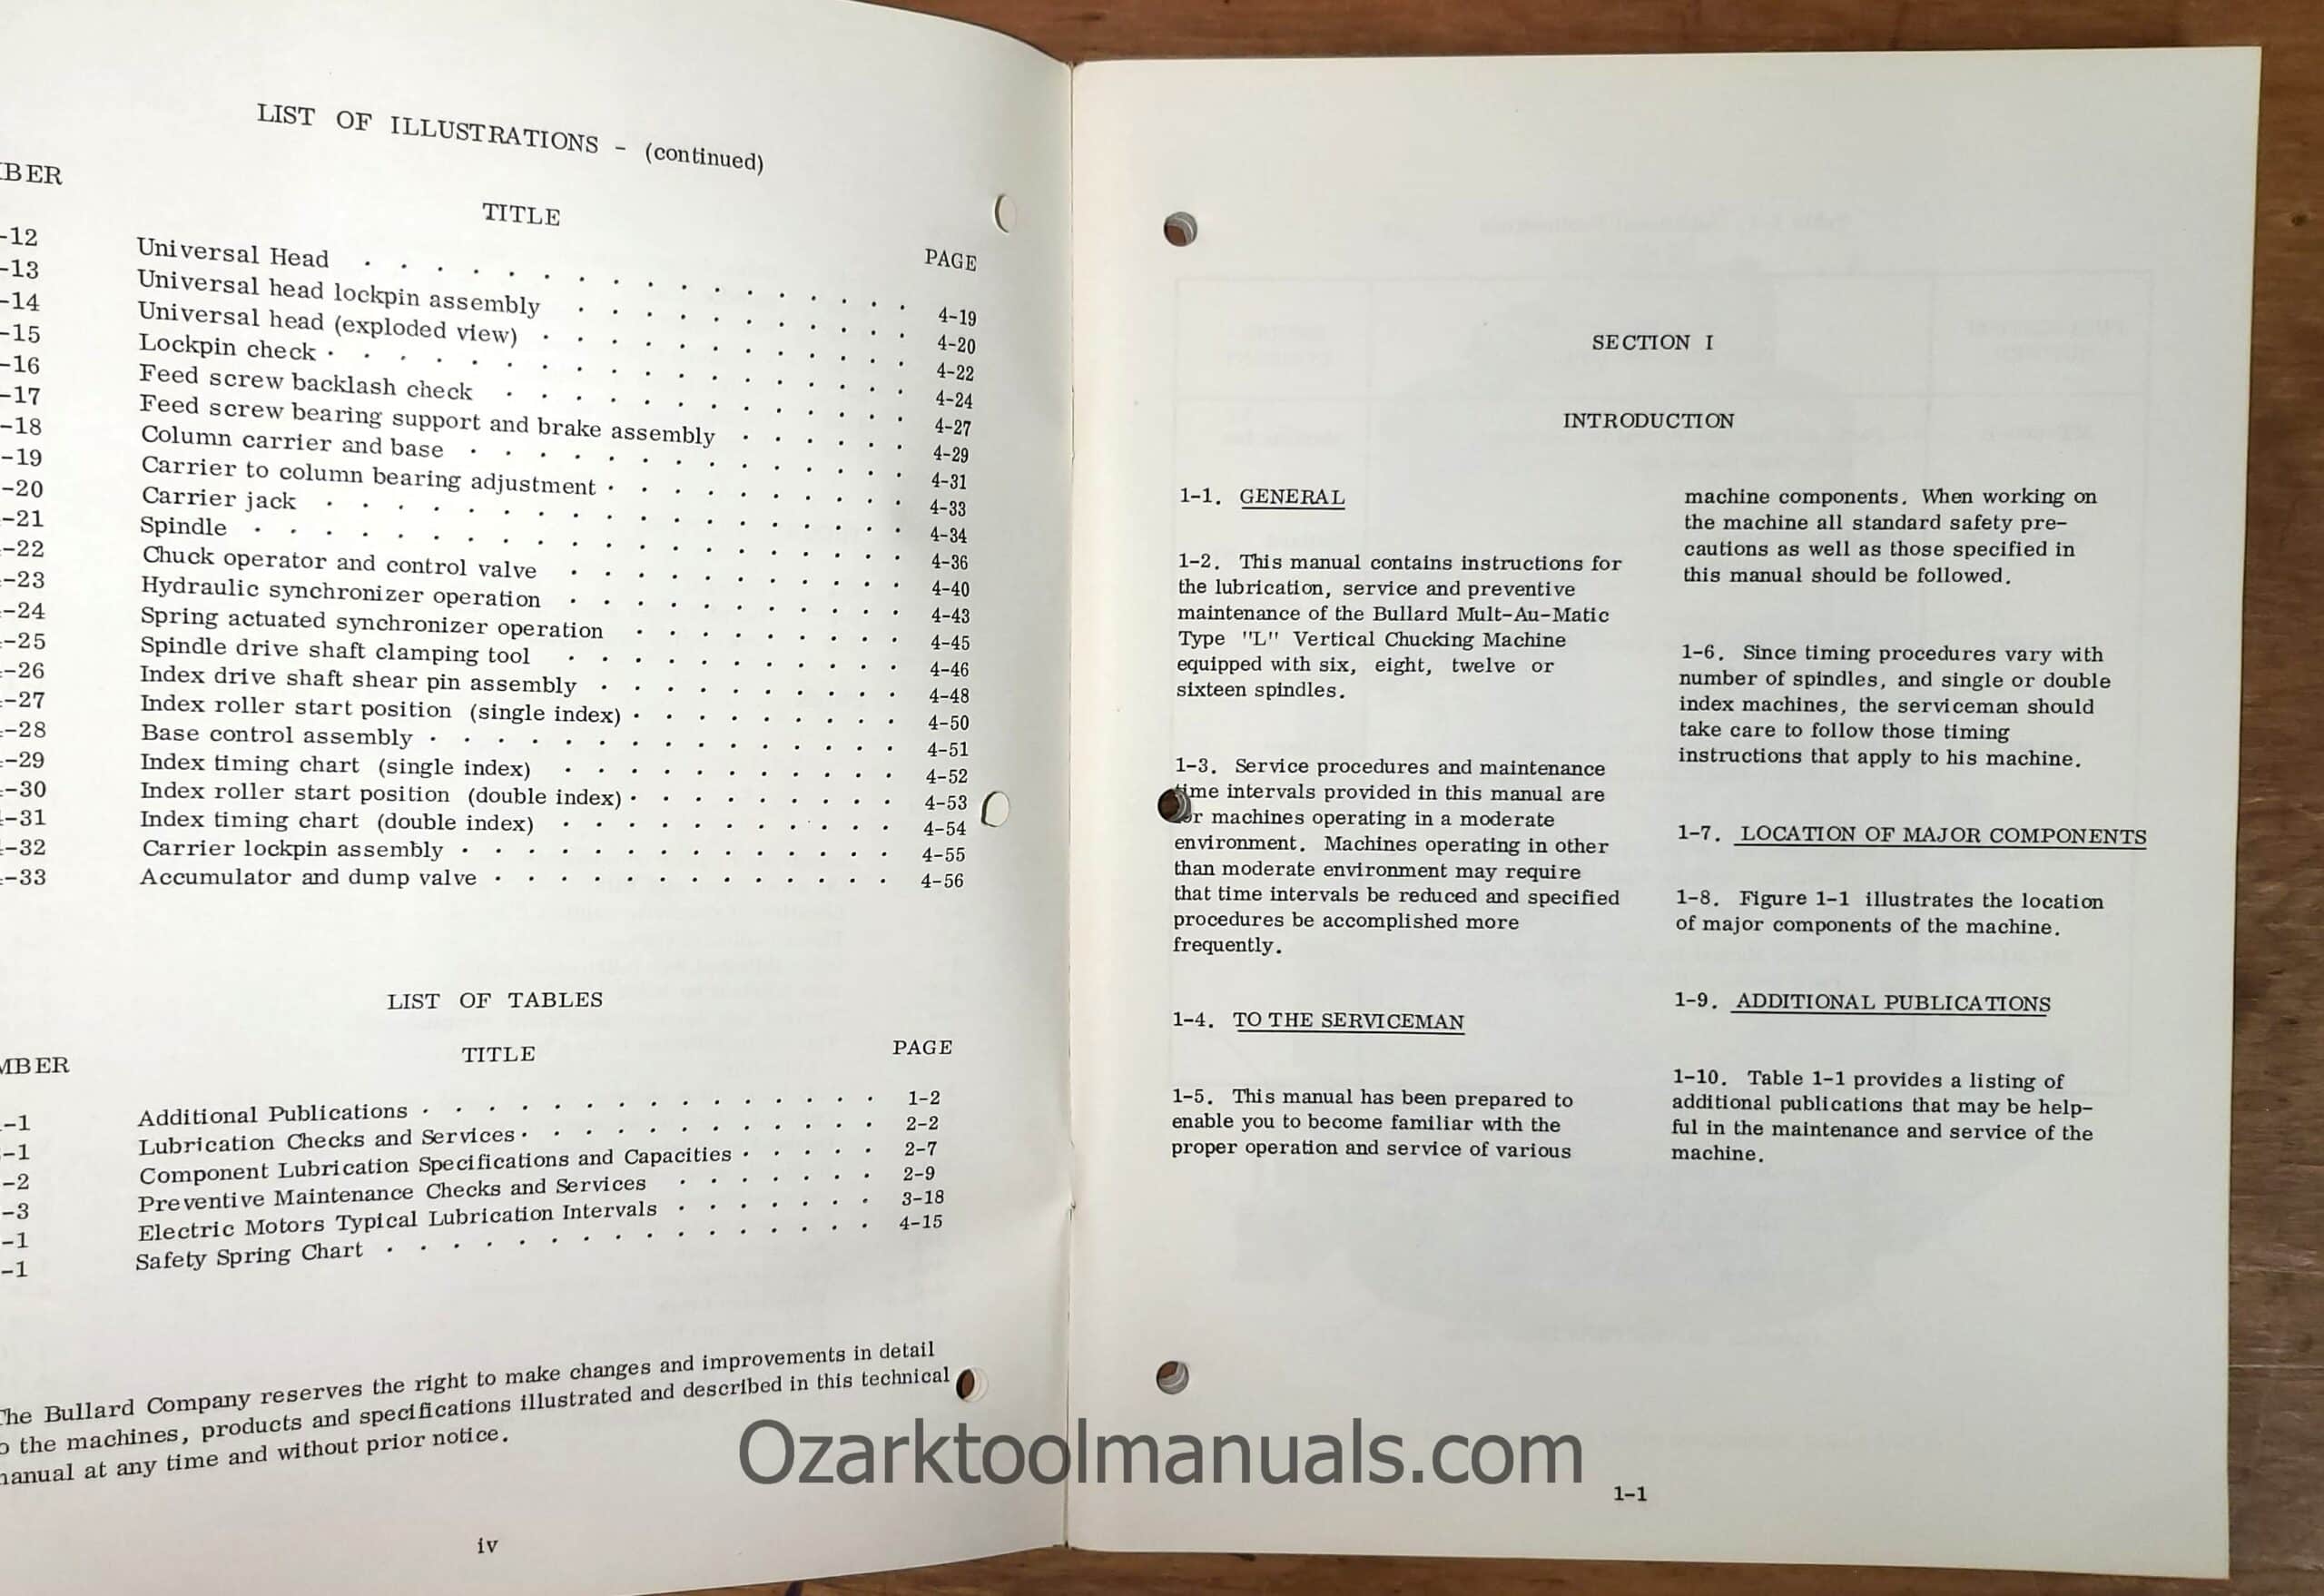 LIST OF ILLUSTRATIONS - (continued)
BER
TITLE
PAGE
-12 Universal Head . . . . . . . . . . . . . . . . 4-19
-13 Universal head lockpin assembly . . . . . . . . . . 4-20
-14 Universal head (exploded view) . . . . . . . . . . . 4-22
-15 Lockpin check . . . . . . . . . . . . . . . . . 4-24
-16 Feed screw backlash check . . . . . . . . . . . . 4-27
-17 Feed screw bearing support and brake assembly . . . . . 4-29
-18 Column carrier and base . . . . . . . . . . . . . 4-31
-19 Carrier to column bearing adjustment . . . . . . . . . 4-33
-20 Carrier jack . . . . . . . . . . . . . . . . . 4-34
-21 Spindle . . . . . . . . . . . . . . . . . . . 4-36
-22 Chuck operator and control valve . . . . . . . . . . 4-40
-23 Hydraulic synchronizer operation . . . . . . . . . . 4-43
-24 Spring actuated synchronizer operation . . . . . . . . 4-45
-25 Spindle drive shaft clamping tool . . . . . . . . . . 4-46
-26 Index drive shaft shear pin assembly . . . . . . . . . 4-48
-27 Index roller start position (single index) . . . . . . . . 4-50
-28 Base control assembly . . . . . . . . . . . . . . 4-51
-29 Index timing chart (single index) . . . . . . . . . . 4-52
-30 Index roller start position (double index) . . . . . . . . 4-53
-31 Index timing chart (double index) . . . . . . . . . . 4-54
-32 Carrier lockpin assembly . . . . . . . . . . . . . 4-55
-33 Accumulator and dump valve . . . . . . . . . . . . 4-56
LIST OF TABLES
MBER TITLE PAGE
-1 Additional Publications . . . . . . . . . . . . . . 1-2
-1 Lubrication Checks and Services . . . . . . . . . . . 2-2
-2 Component Lubrication Specifications and Capacities . . . . . 2-7
-3 Preventive Maintenance Checks and Services . . . . . . . 2-9
-1 Electric Motors Typical Lubrication Intervals . . . . . . . 3-18
-1 Safety Spring Chart . . . . . . . . . . . . . . . 4-15
The Bullard Company reserves the right to make changes and improvements in detail
o the machines, products and specifications illustrated and described in this technical
manual at any time and without prior notice.
iv
SECTION I
INTRODUCTION
1-1. GENERAL
1-2. This manual contains instructions for
the lubrication, service and preventive
maintenance of the Bullard Mult-Au-Matic
Type "L" Vertical Chucking Machine
equipped with six, eight, twelve or
sixteen spindles.
1-3. Service procedures and maintenance
time intervals provided in this manual are
for machines operating in a moderate
environment. Machines operating in other
than moderate environment may require
that time intervals be reduced and specified
procedures be accomplished more
frequently.
1-4. TO THE SERVICEMAN
1-5. This manual has been prepared to
enable you to become familiar with the
proper operation and service of various
machine components. When working on
the machine all standard safety pre-
cautions as well as those specified in
this manual should be followed.
1-6. Since timing procedures vary with
number of spindles, and single or double
index machines, the serviceman should
take care to follow those timing
instructions that apply to his machine.
1-7. LOCATION OF MAJOR COMPONENTS
1-8. Figure 1-1 illustrates the location
of major components of the machine.
1-9. ADDITIONAL PUBLICATIONS
1-10. Table 1-1 provides a listing of
additional publications that may be help-
ful in the maintenance and service of the
machine.
1-1
Ozarktoolmanuals.com